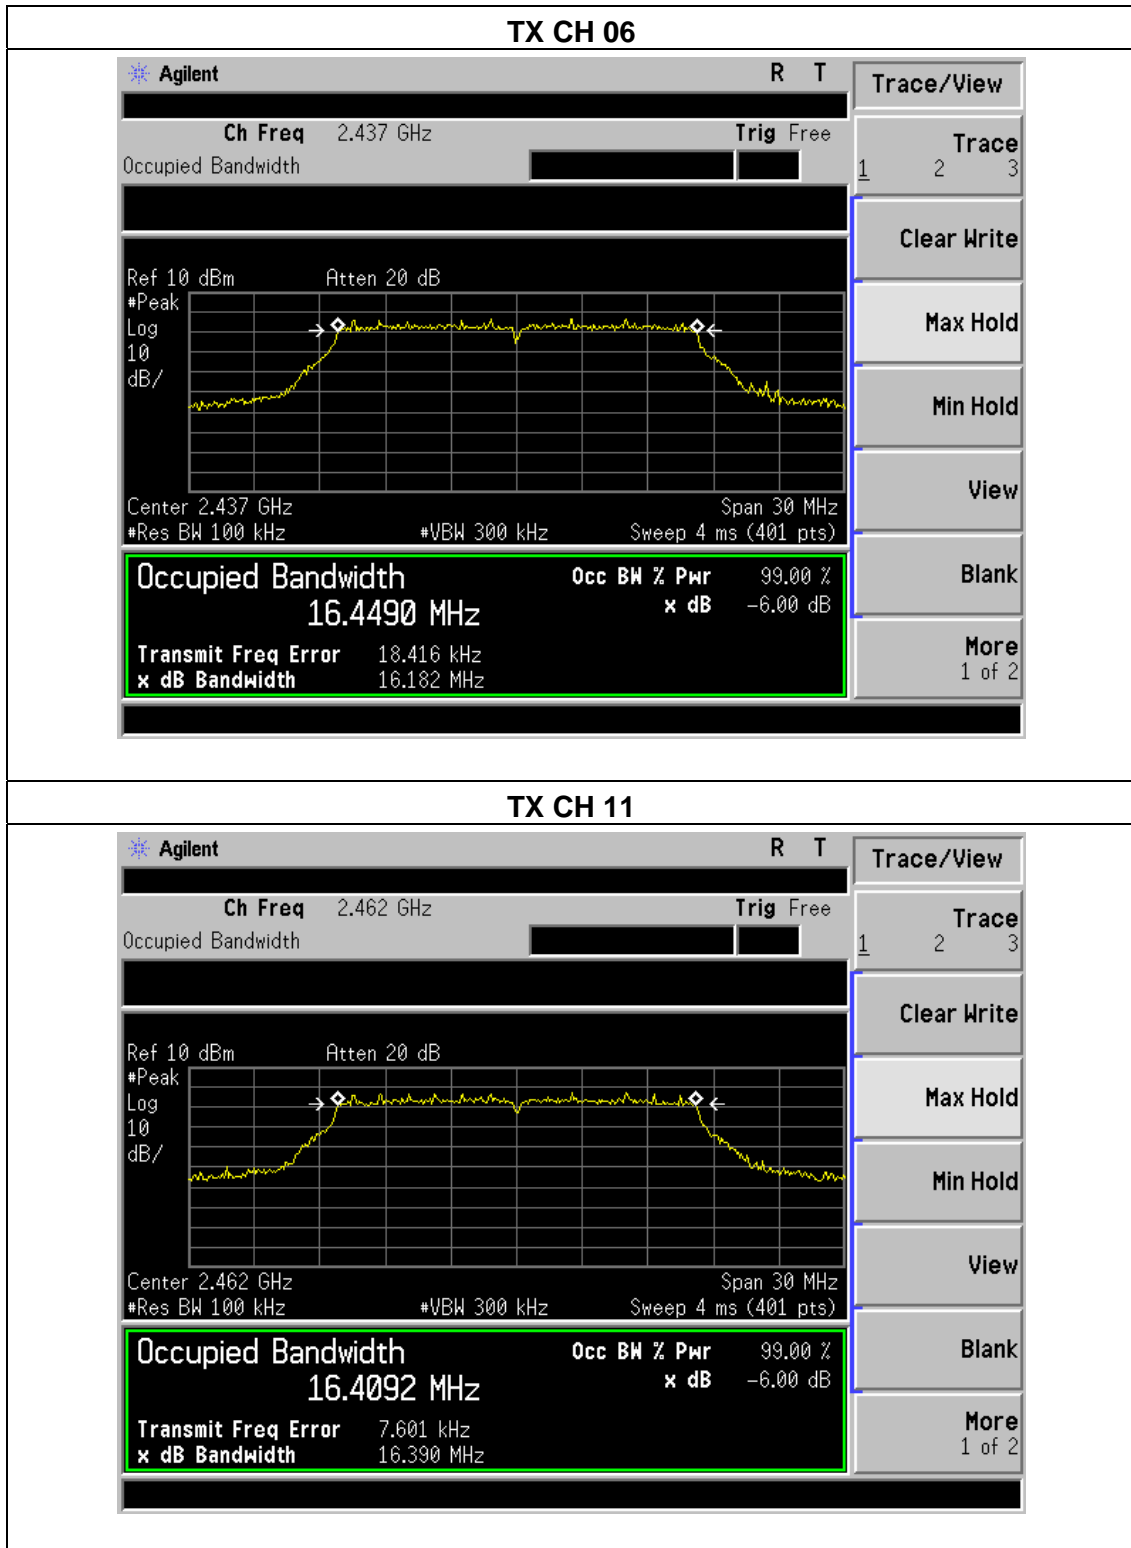 TX CH 06
Agilent R T
Trace/View
Ch Freq 2.437 GHz Trig Free
Occupied Bandwidth
Trace
1 2 3
Clear Write
Ref 10 dBm Atten 20 dB
#Peak
Log
10
dB/
Max Hold
Min Hold
View
Center 2.437 GHz Span 30 MHz
#Res BW 100 kHz #VBW 300 kHz Sweep 4 ms (401 pts)
Occupied Bandwidth Occ BW % Pwr 99.00 %
16.4490 MHz x dB -6.00 dB
Blank
Transmit Freq Error 18.416 kHz
x dB Bandwidth 16.182 MHz
More
1 of 2
TX CH 11
Agilent R T
Trace/View
Ch Freq 2.462 GHz Trig Free
Occupied Bandwidth
Trace
1 2 3
Clear Write
Ref 10 dBm Atten 20 dB
#Peak
Log
10
dB/
Max Hold
Min Hold
View
Center 2.462 GHz Span 30 MHz
#Res BW 100 kHz #VBW 300 kHz Sweep 4 ms (401 pts)
Occupied Bandwidth Occ BW % Pwr 99.00 %
16.4092 MHz x dB -6.00 dB
Blank
Transmit Freq Error 7.601 kHz
x dB Bandwidth 16.390 MHz
More
1 of 2